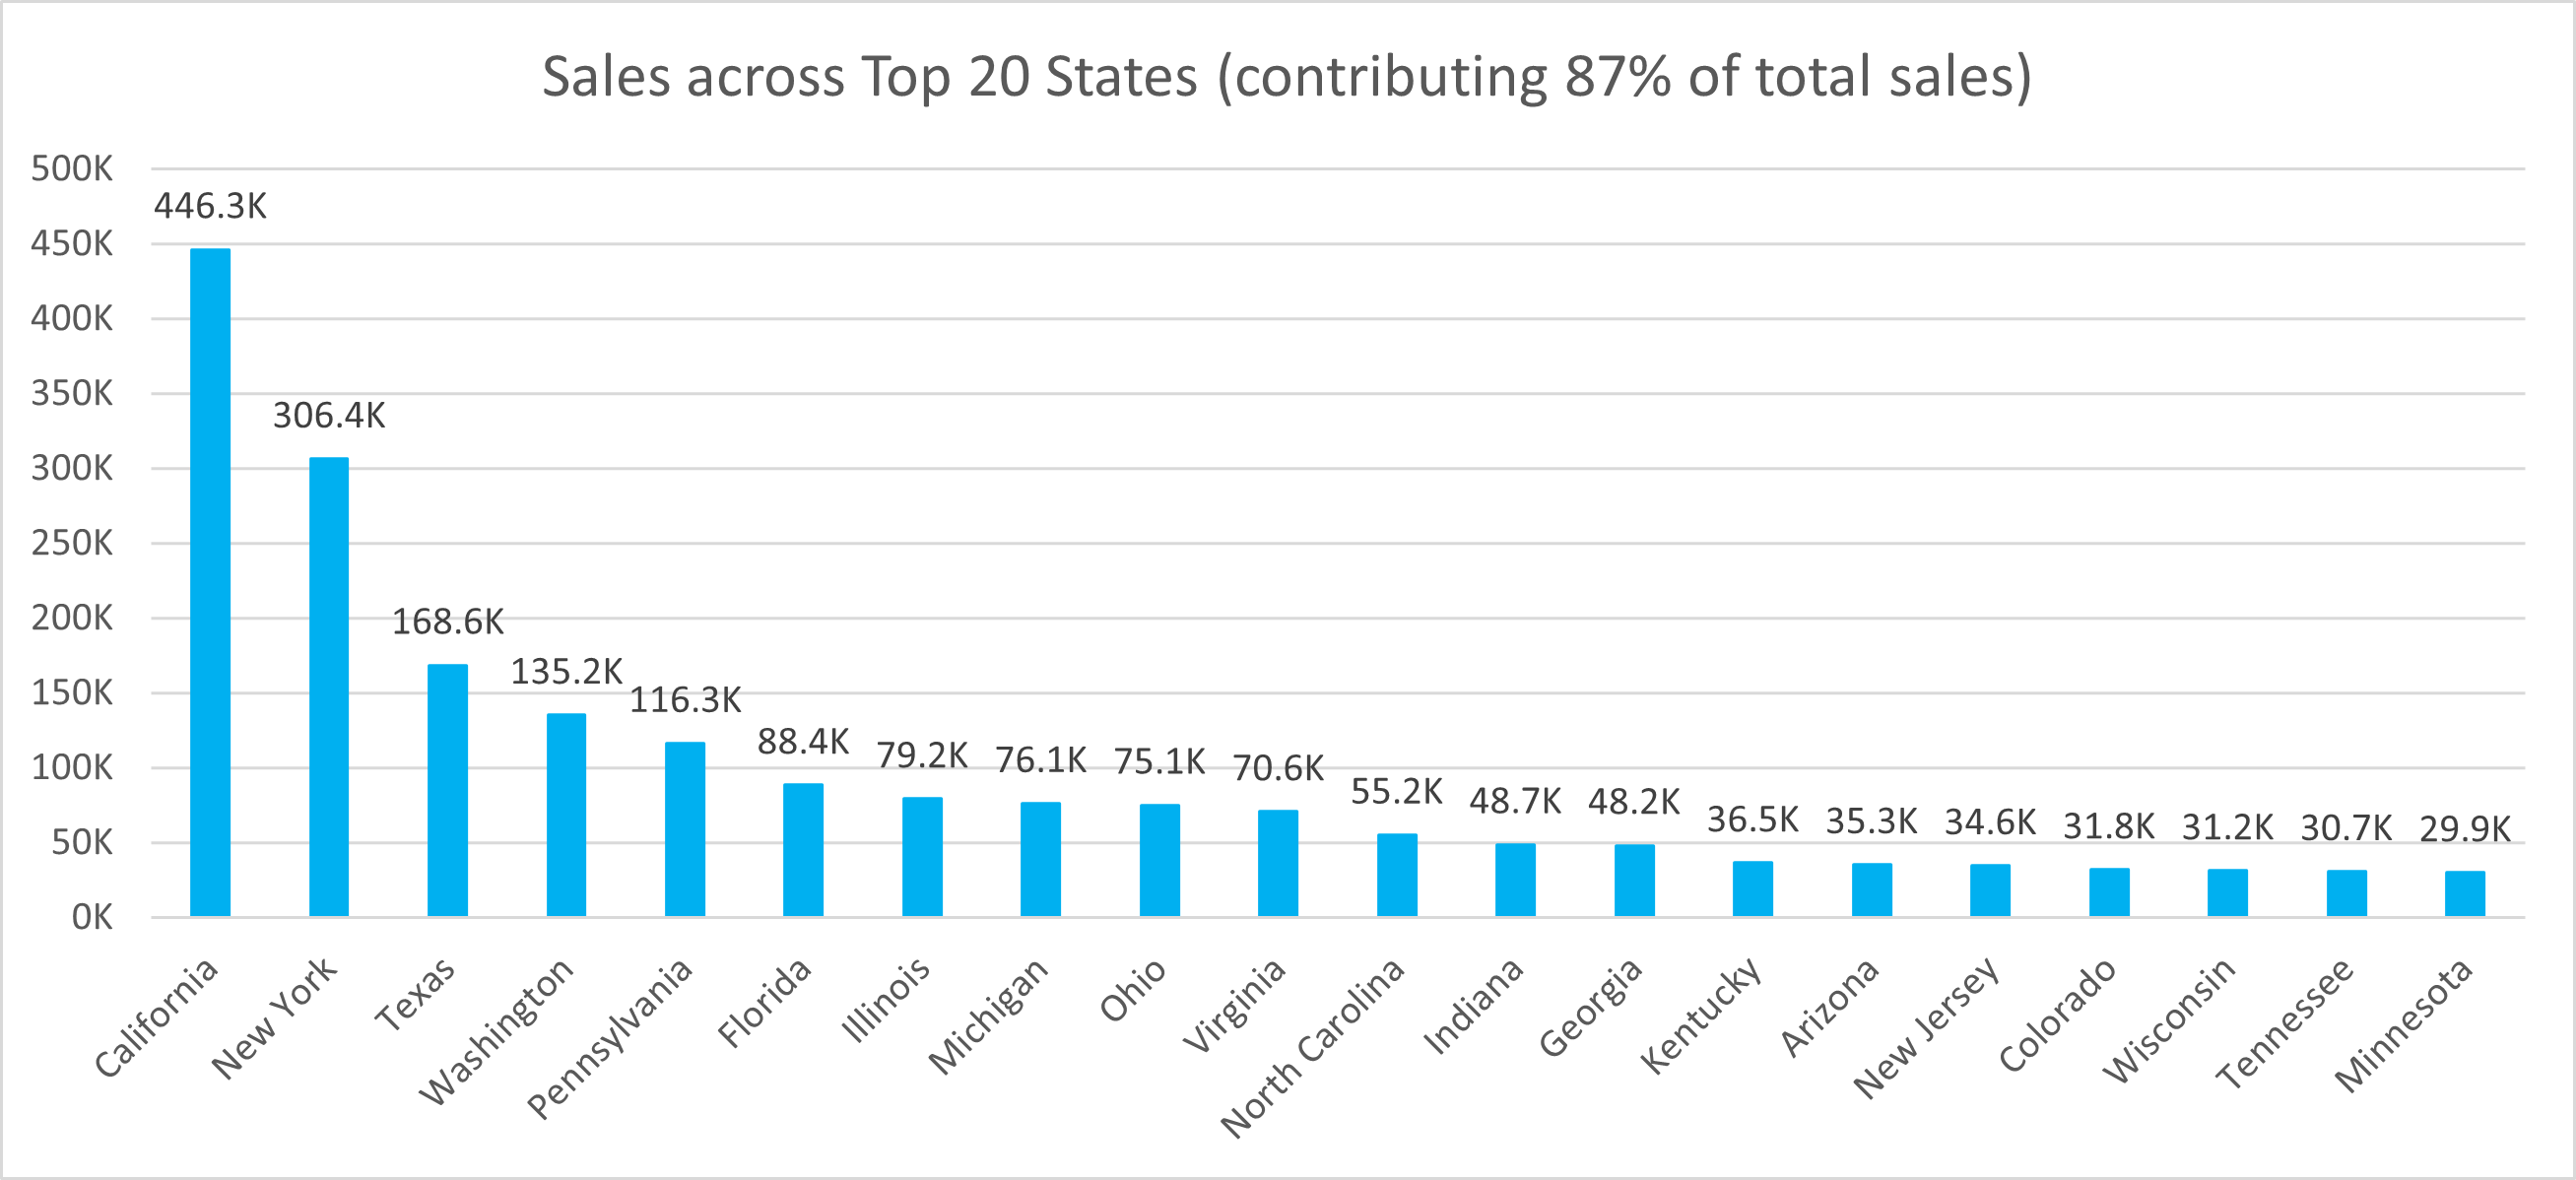 Sales across Top 20 States (contributing 87% of total sales)
500K
450K
400K
350K
300K
250K
200K
150K
100K
50K
0K
446.3K
306.4K
168.6K
135.2K
116.3K
88.4K
79.2K
76.1K
75.1K
70.6K
55.2K
48.7K
48.2K
36.5K
35.3K
34.6K
31.8K
31.2K
30.7K
29.9K
California
New York
Texas
Washington
Pennsylvania
Florida
Illinois
Michigan
Ohio
Virginia
North Carolina
Indiana
Georgia
Kentucky
Arizona
New Jersey
Colorado
Wisconsin
Tennessee
Minnesota